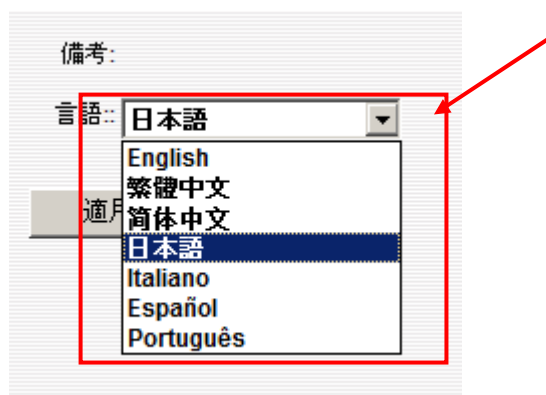 備考:
言語::
日本語
English
繁體中文
简体中文
日本語
Italiano
Español
Português